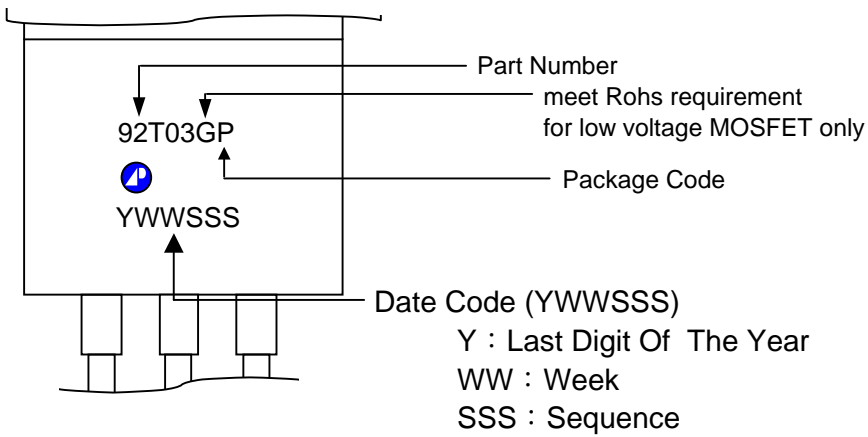 Part Number
meet Rohs requirement
for low voltage MOSFET only
92T03GP
Package Code
YWWSSS
Date Code (YWWSSS)
Y：Last Digit Of The Year
WW：Week
SSS：Sequence